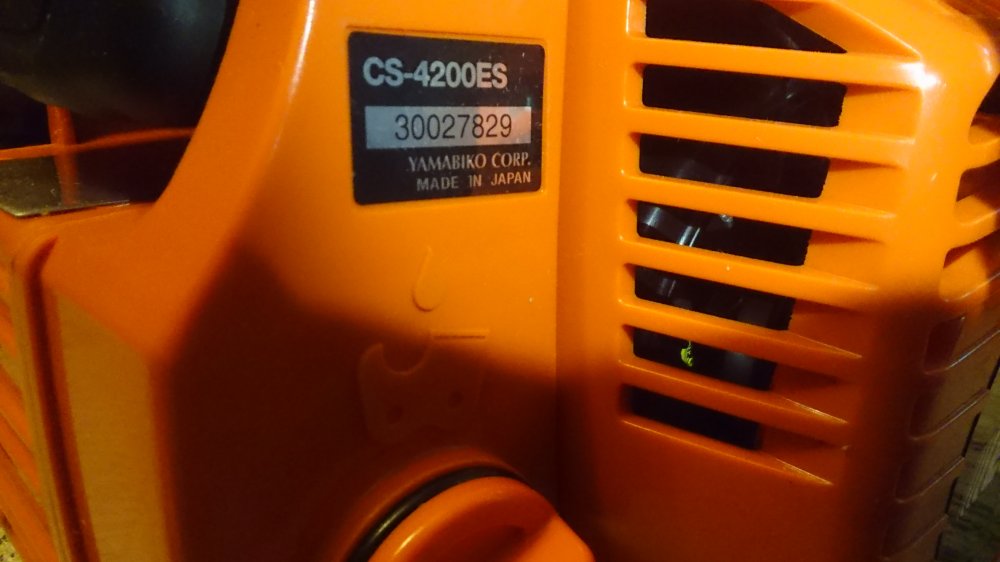 CS-4200ES
30027829
YAMABIKO CORP.
MADE IN JAPAN